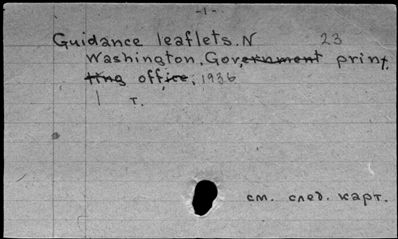 -1-
Guidance leaflets. N 23
Washington. Government print
ting office, 1936
1 т.
см. след. карт.